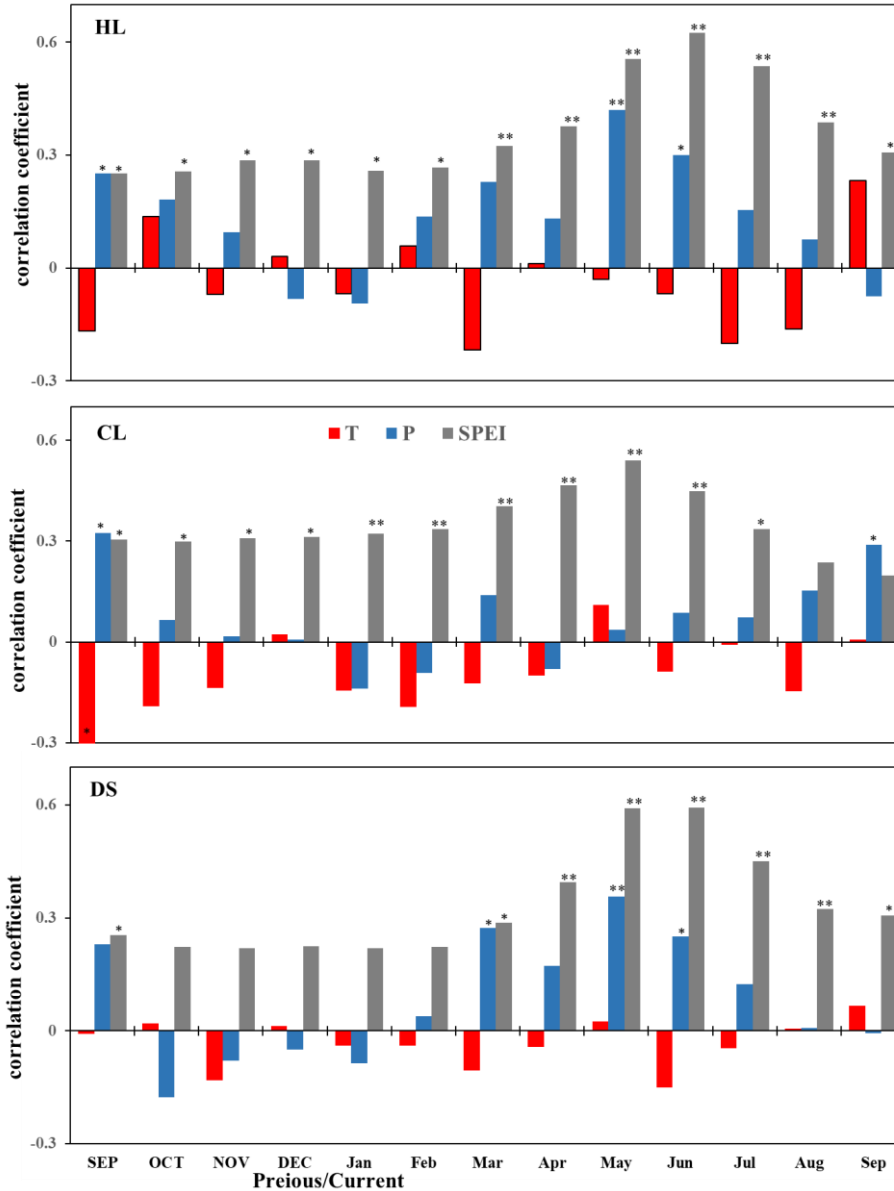 HL
correlation coefficient
0.6
0.3
0
-0.3
* * * * * * * ** ** ** ** * ** ** ** *
CL
T P SPEI
correlation coefficient
0.6
0.3
0
-0.3
* * * * * * ** ** ** ** ** ** * *
DS
correlation coefficient
0.6
0.3
0
-0.3
* * * ** ** ** * ** ** ** *
SEP OCT NOV DEC Jan Feb Mar Apr May Jun Jul Aug Sep
Preious/Current